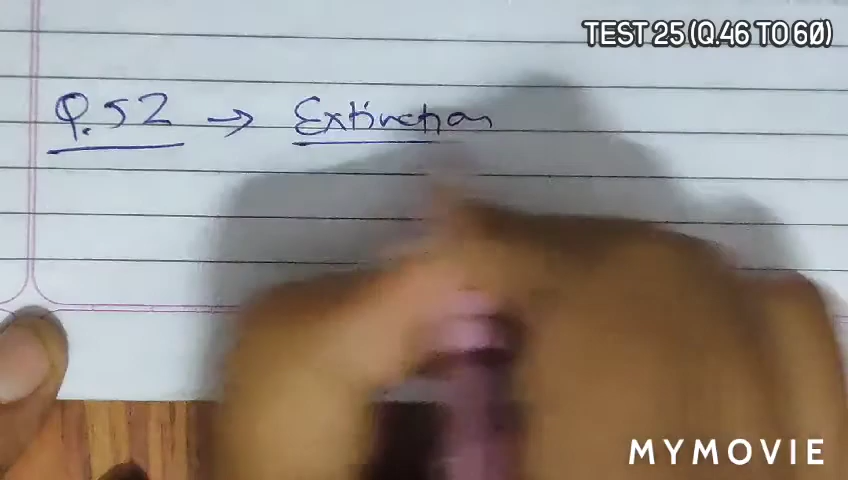 TEST 25 (Q.46 TO 60)
Q.52 → Extinction
MYMOVIE